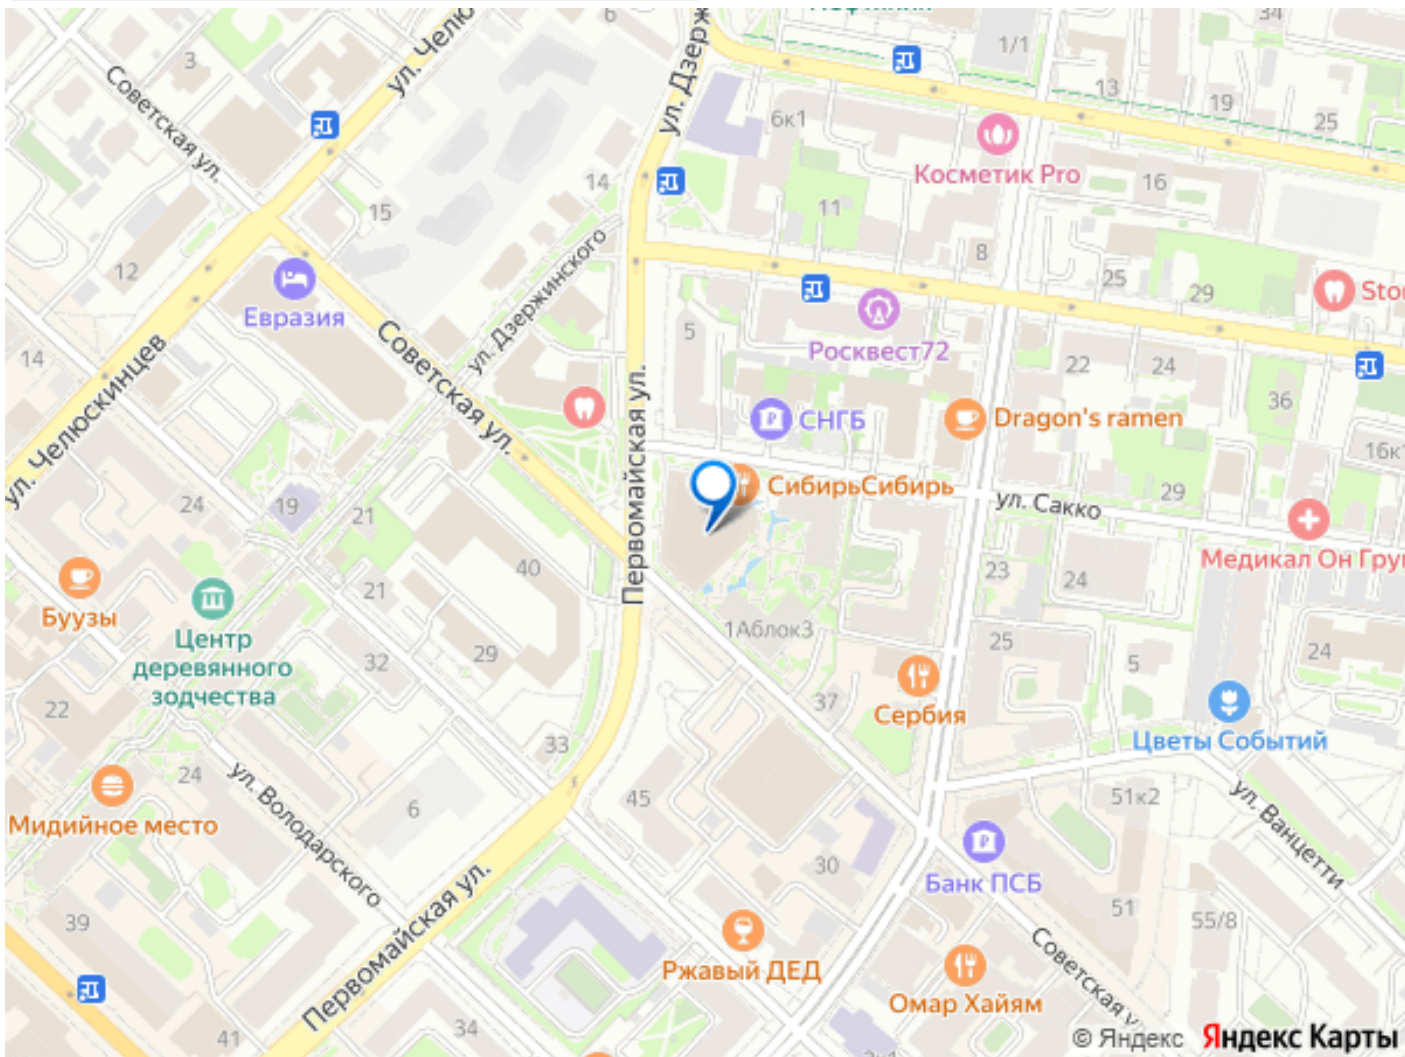 34
6
1/1
3
ул. Челю
ул. Дзерж
Советская ул.
13
19
25
6к1
Косметик Pro
14
16
15
11
8
12
25
29
Евразия
ул. Дзержинского
5
Росквест72
14
22
24
36
Советская ул.
ул. Челюскинцев
Первомайская ул.
СНГБ
Dragon's ramen
16к1
СибирьСибирь
24
19
21
ул. Сакко
29
Медикал Он Гру
40
23
24
Буузы
21
Центр
деревянного
зодчества
1Аблок3
25
24
29
32
5
37
Сербия
22
Цветы Событий
33
24
45
6
51к2
Мидийное место
ул. Володарского
ул. Ванцетти
30
Банк ПСБ
51
39
Первомайская ул.
55/8
Ржавый ДЕД
Советская у
Омар Хайям
41
34
© Яндекс Яндекс Карты